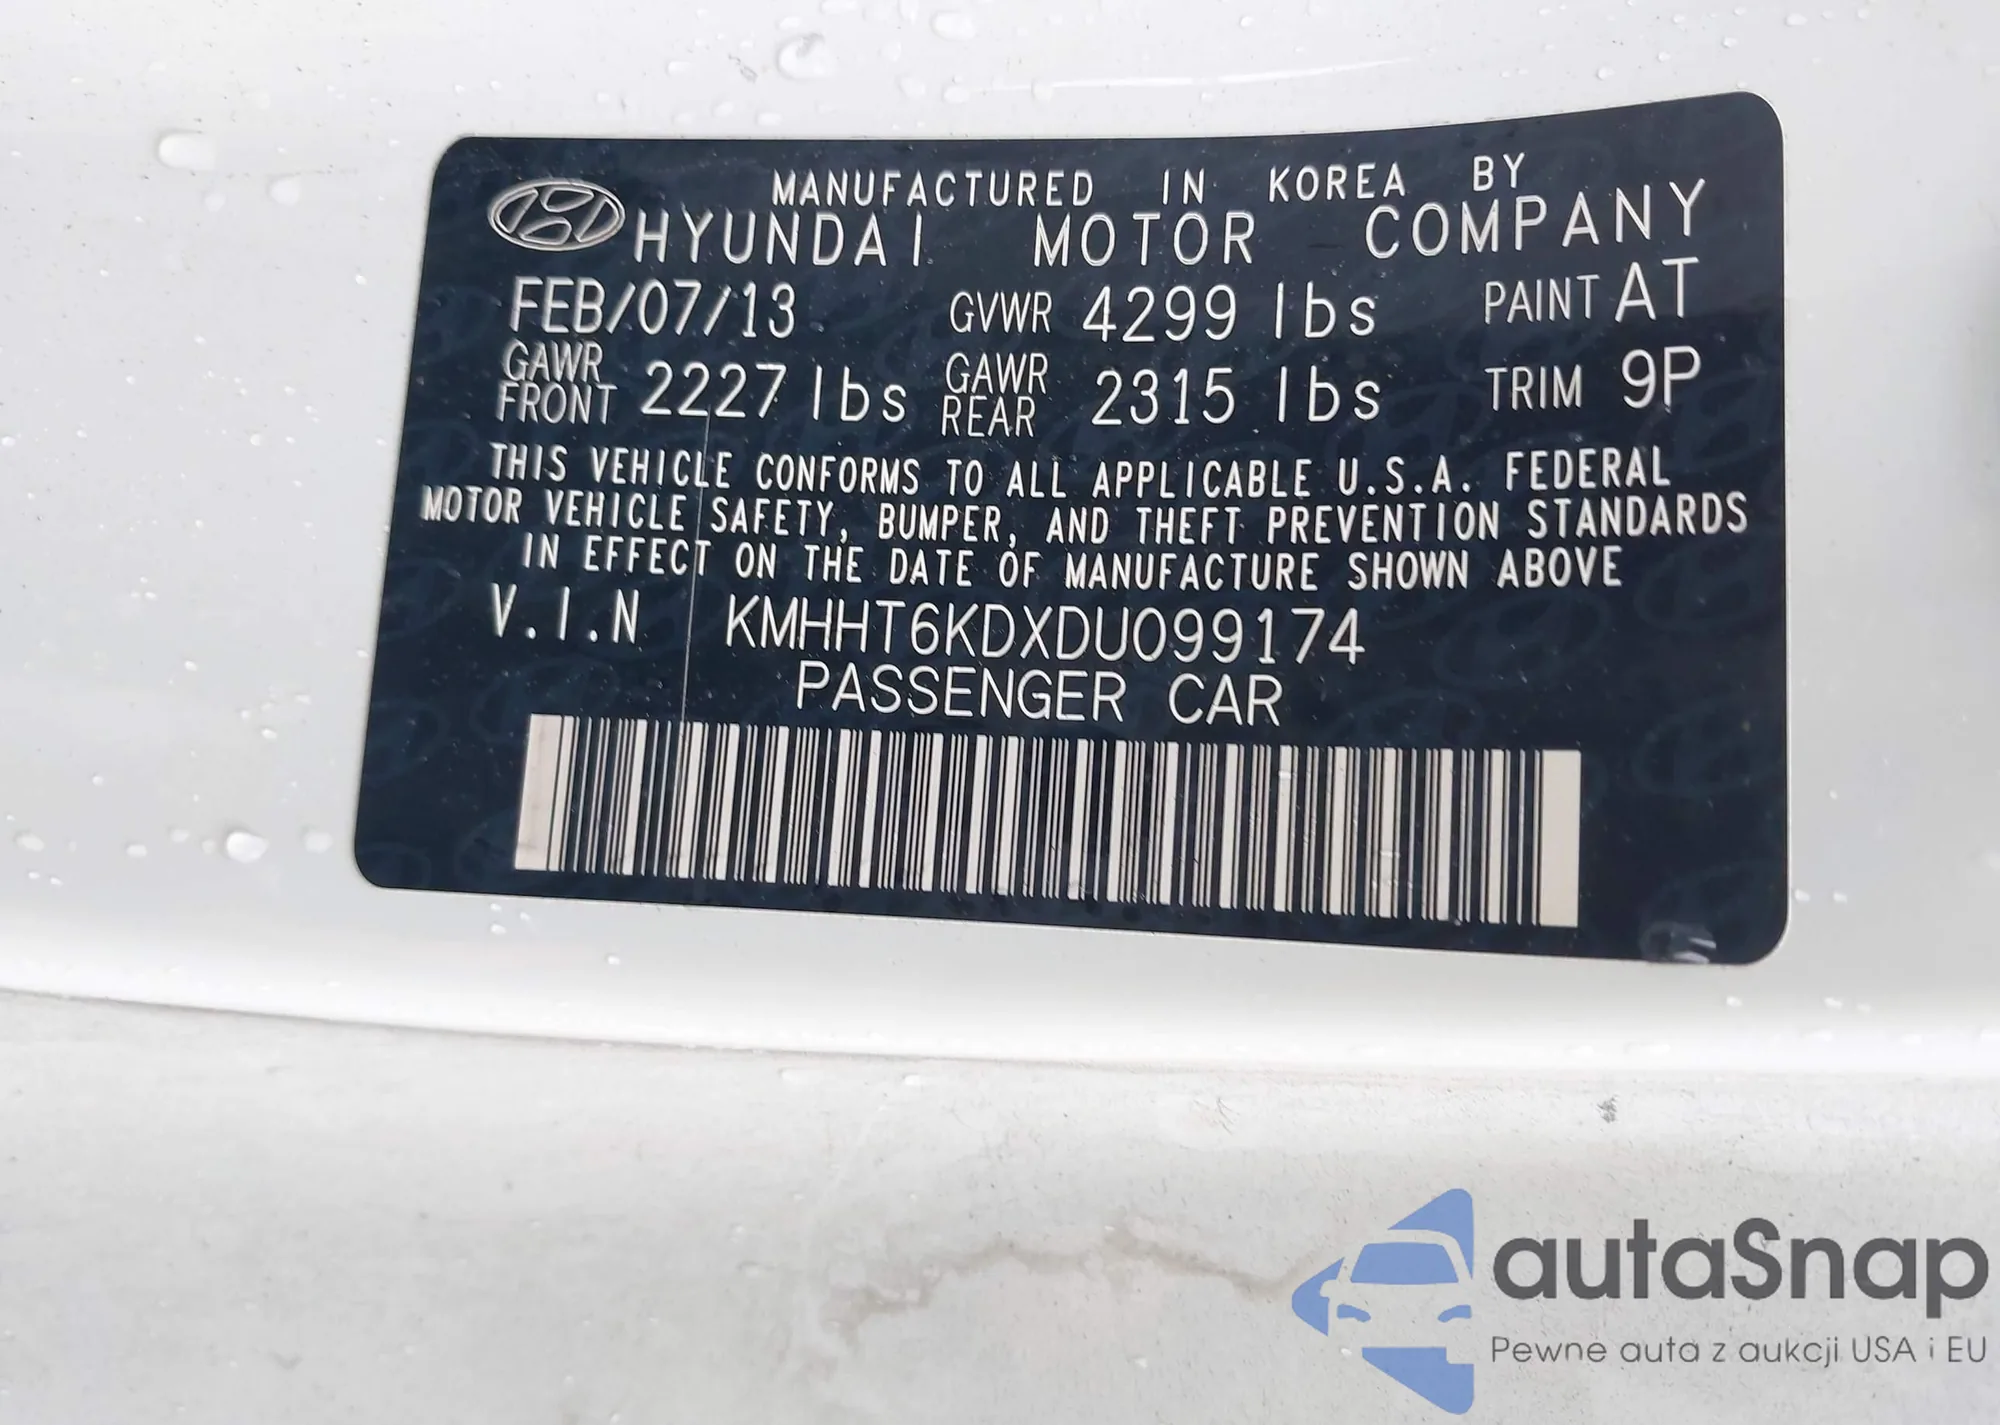 MANUFACTURED IN KOREA BY
HYUNDAI MOTOR COMPANY
FEB/07/13 GVWR 4299 lbs PAINT AT
GAWR FRONT 2227 lbs GAWR REAR 2315 lbs TRIM 9P
THIS VEHICLE CONFORMS TO ALL APPLICABLE U.S.A. FEDERAL
MOTOR VEHICLE SAFETY, BUMPER, AND THEFT PREVENTION STANDARDS
IN EFFECT ON THE DATE OF MANUFACTURE SHOWN ABOVE
V.I.N KMHHT6KDXDU099174
PASSENGER CAR
autaSnap
Pewne auta z aukcji USA i EU